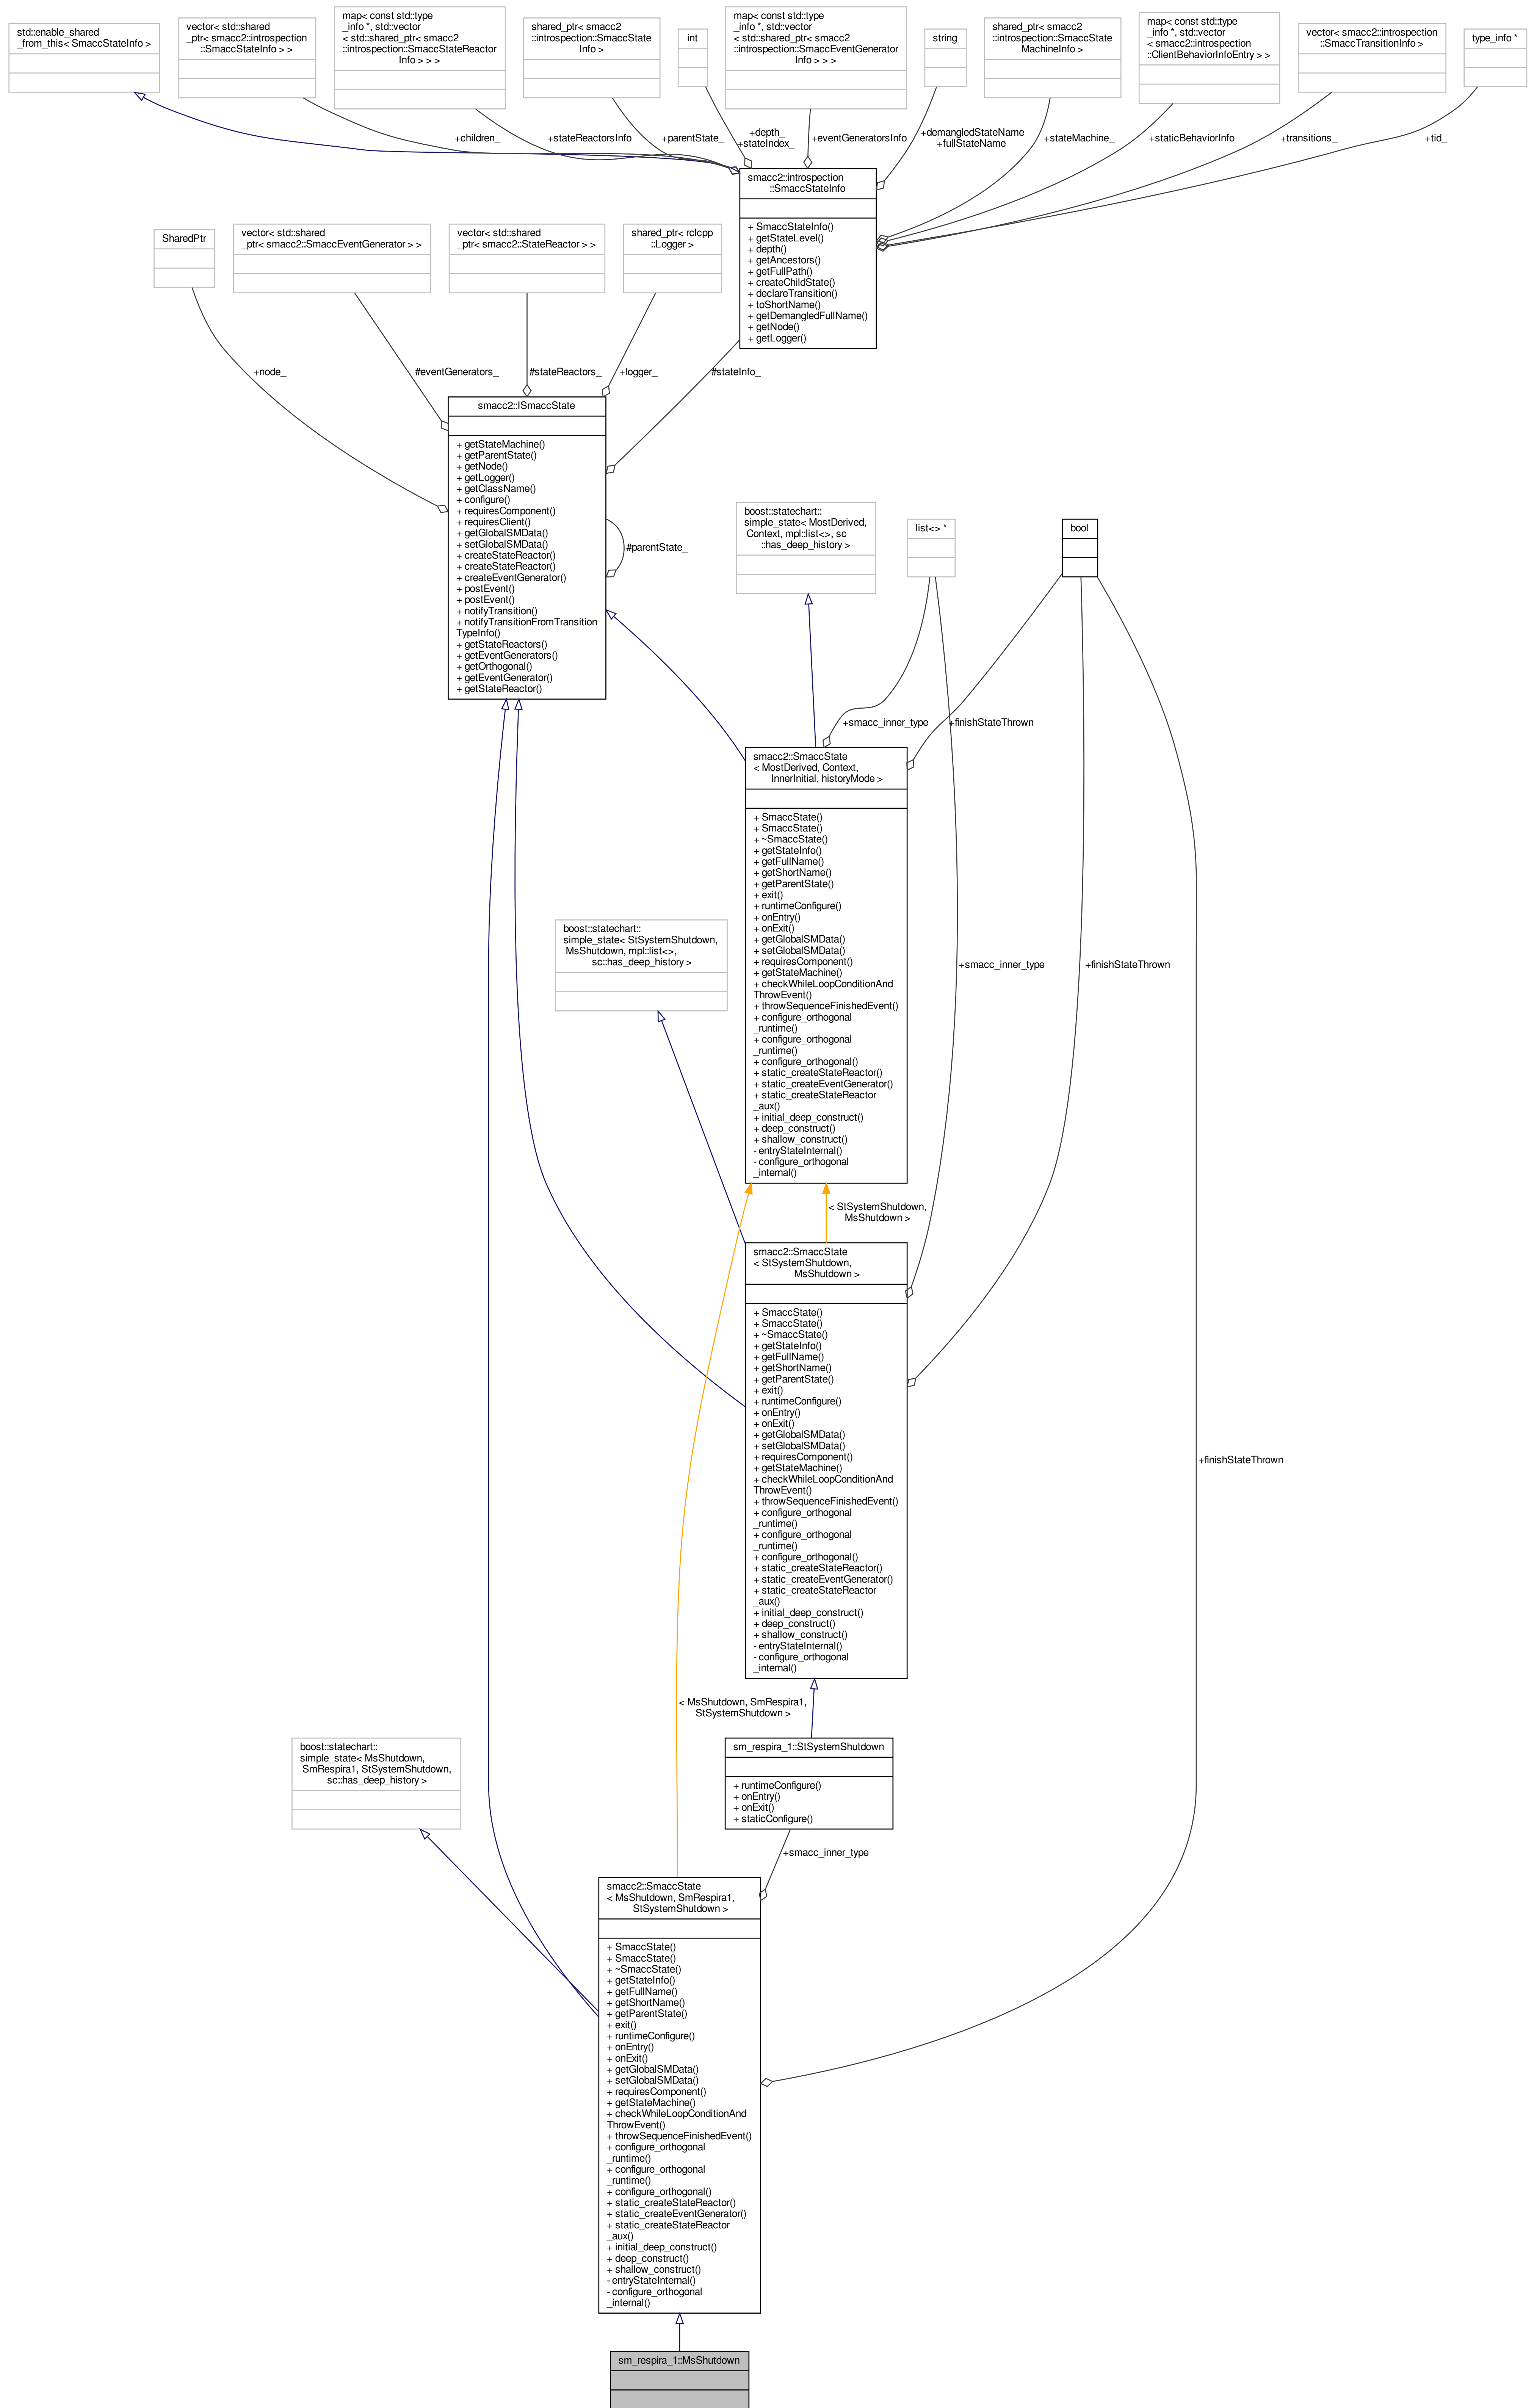 std::enable_shared
_from_this< SmaccStateInfo >
vector< std::shared
_ptr< smacc2::introspection
::SmaccStateInfo > >
map< const std::type
_info *, std::vector
< std::shared_ptr< smacc2
::introspection::SmaccStateReactor
Info > > >
shared_ptr< smacc2
::introspection::SmaccState
Info >
int
map< const std::type
_info *, std::vector
< std::shared_ptr< smacc2
::introspection::SmaccEventGenerator
Info > > >
string
shared_ptr< smacc2
::introspection::SmaccState
MachineInfo >
map< const std::type
_info *, std::vector
< smacc2::introspection
::ClientBehaviorInfoEntry > >
vector< smacc2::introspection
::SmaccTransitionInfo >
type_info *
+children_
+stateReactorsInfo
+parentState_
+depth_
+stateIndex_
+eventGeneratorsInfo
+demangledStateName
+fullStateName
+stateMachine_
+staticBehaviorInfo
+transitions_
+tid_
smacc2::introspection
::SmaccStateInfo
+ SmaccStateInfo()
+ getStateLevel()
+ depth()
+ getAncestors()
+ getFullPath()
+ createChildState()
+ declareTransition()
+ toShortName()
+ getDemangledFullName()
+ getNode()
+ getLogger()
SharedPtr
vector< std::shared
_ptr< smacc2::SmaccEventGenerator > >
vector< std::shared
_ptr< smacc2::StateReactor > >
shared_ptr< rclcpp
::Logger >
+node_
#eventGenerators_
#stateReactors_
+logger_
#stateInfo_
smacc2::ISmaccState
+ getStateMachine()
+ getParentState()
+ getNode()
+ getLogger()
+ getClassName()
+ configure()
+ requiresComponent()
+ requiresClient()
+ getGlobalSMData()
+ setGlobalSMData()
+ createStateReactor()
+ createStateReactor()
+ createEventGenerator()
+ postEvent()
+ postEvent()
+ notifyTransition()
+ notifyTransitionFromTransition
TypeInfo()
+ getStateReactors()
+ getEventGenerators()
+ getOrthogonal()
+ getEventGenerator()
+ getStateReactor()
#parentState_
boost::statechart::
simple_state< MostDerived,
Context, mpl::list<>, sc
::has_deep_history >
list<> *
bool
+smacc_inner_type
+finishStateThrown
smacc2::SmaccState
< MostDerived, Context,
InnerInitial, historyMode >
+ SmaccState()
+ SmaccState()
+ ~SmaccState()
+ getStateInfo()
+ getFullName()
+ getShortName()
+ getParentState()
+ exit()
+ runtimeConfigure()
+ onEntry()
+ onExit()
+ getGlobalSMData()
+ setGlobalSMData()
+ requiresComponent()
+ getStateMachine()
+ checkWhileLoopConditionAnd
ThrowEvent()
+ throwSequenceFinishedEvent()
+ configure_orthogonal
_runtime()
+ configure_orthogonal
_runtime()
+ configure_orthogonal()
+ static_createStateReactor()
+ static_createEventGenerator()
+ static_createStateReactor
_aux()
+ initial_deep_construct()
+ deep_construct()
+ shallow_construct()
- entryStateInternal()
- configure_orthogonal
_internal()
boost::statechart::
simple_state< StSystemShutdown,
MsShutdown, mpl::list<>,
sc::has_deep_history >
+smacc_inner_type
+finishStateThrown
< StSystemShutdown,
MsShutdown >
smacc2::SmaccState
< StSystemShutdown,
MsShutdown >
+ SmaccState()
+ SmaccState()
+ ~SmaccState()
+ getStateInfo()
+ getFullName()
+ getShortName()
+ getParentState()
+ exit()
+ runtimeConfigure()
+ onEntry()
+ onExit()
+ getGlobalSMData()
+ setGlobalSMData()
+ requiresComponent()
+ getStateMachine()
+ checkWhileLoopConditionAnd
ThrowEvent()
+ throwSequenceFinishedEvent()
+ configure_orthogonal
_runtime()
+ configure_orthogonal
_runtime()
+ configure_orthogonal()
+ static_createStateReactor()
+ static_createEventGenerator()
+ static_createStateReactor
_aux()
+ initial_deep_construct()
+ deep_construct()
+ shallow_construct()
- entryStateInternal()
- configure_orthogonal
_internal()
+finishStateThrown
< MsShutdown, SmRespira1,
StSystemShutdown >
boost::statechart::
simple_state< MsShutdown,
SmRespira1, StSystemShutdown,
sc::has_deep_history >
sm_respira_1::StSystemShutdown
+ runtimeConfigure()
+ onEntry()
+ onExit()
+ staticConfigure()
+smacc_inner_type
smacc2::SmaccState
< MsShutdown, SmRespira1,
StSystemShutdown >
+ SmaccState()
+ SmaccState()
+ ~SmaccState()
+ getStateInfo()
+ getFullName()
+ getShortName()
+ getParentState()
+ exit()
+ runtimeConfigure()
+ onEntry()
+ onExit()
+ getGlobalSMData()
+ setGlobalSMData()
+ requiresComponent()
+ getStateMachine()
+ checkWhileLoopConditionAnd
ThrowEvent()
+ throwSequenceFinishedEvent()
+ configure_orthogonal
_runtime()
+ configure_orthogonal
_runtime()
+ configure_orthogonal()
+ static_createStateReactor()
+ static_createEventGenerator()
+ static_createStateReactor
_aux()
+ initial_deep_construct()
+ deep_construct()
+ shallow_construct()
- entryStateInternal()
- configure_orthogonal
_internal()
sm_respira_1::MsShutdown